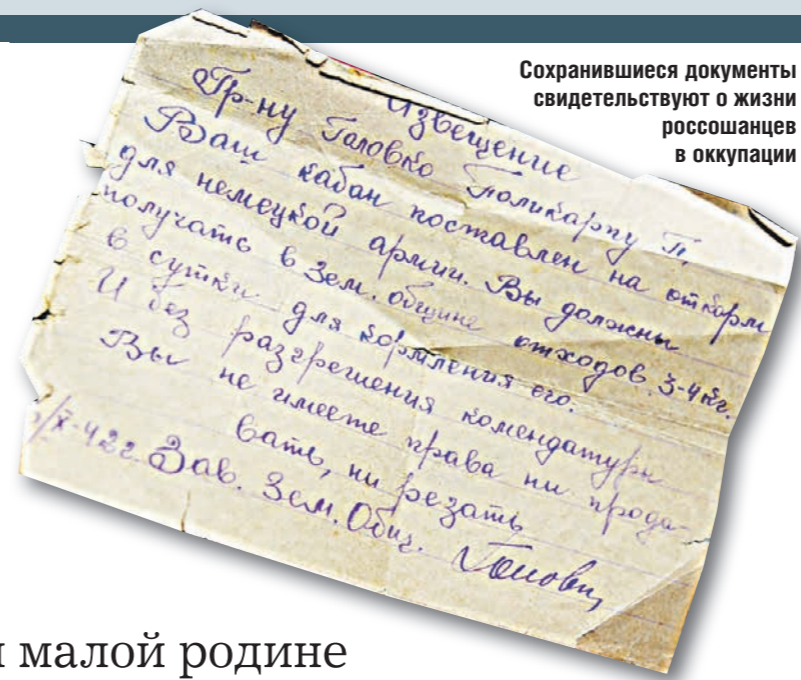 Сохранившиеся документы
свидетельствуют о жизни
россошанцев
в оккупации
Извещение
Гр-ну Головко Поликарпу П.
Ваш кабан поставлен на откорм
для немецкой армии. Вы должны
получать в Зем. общине отходов 3-4 кг.
в сутки для кормления его.
И без разрешения комендатуры
Вы не имеете права ни прода-
вать, ни резать
/X-42г. Зав. Зем. Общ.
малой родине